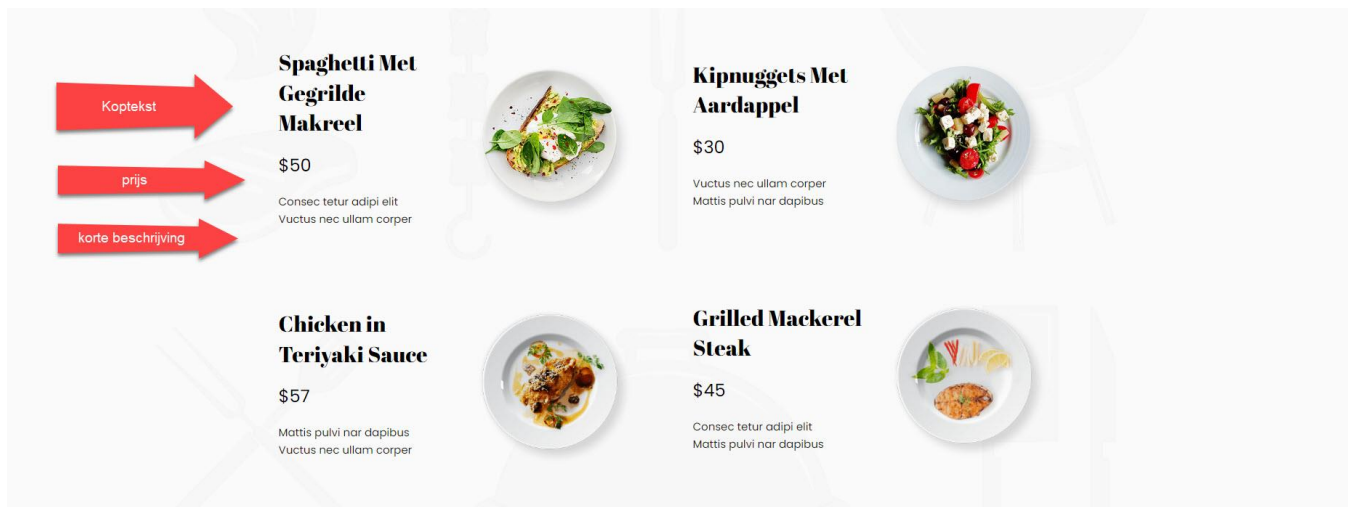 Koptekst
prijs
korte beschrijving
Spaghetti Met
Gegrilde
Makreel
$50
Consec tetur adipi elit
Vuctus nec ullam corper
Kipnuggets Met
Aardappel
$30
Vuctus nec ullam corper
Mattis pulvi nar dapibus
Chicken in
Teriyaki Sauce
$57
Mattis pulvi nar dapibus
Vuctus nec ullam corper
Grilled Mackerel
Steak
$45
Consec tetur adipi elit
Mattis pulvi nar dapibus